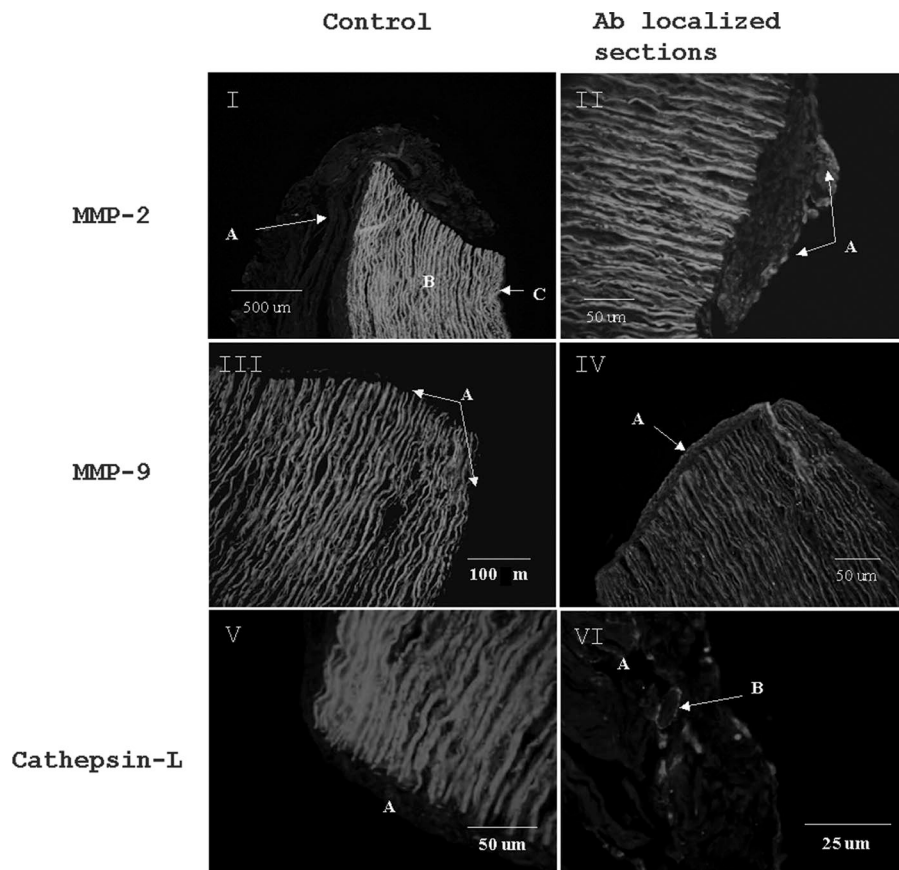 Control
Ab localized
sections
MMP-2
I
A
B
C
500 um
II
A
50 um
MMP-9
III
A
100 m
IV
A
50 um
Cathepsin-L
V
A
50 um
VI
A
B
25 um